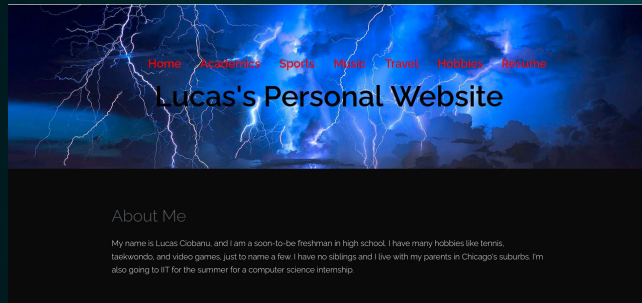 Home Academics Sports Music Travel Hobbies Resume
Lucas's Personal Website
About Me
My name is Lucas Ciobanu, and I am a soon-to-be freshman in high school. I have many hobbies like tennis,
taekwondo, and video games, just to name a few. I have no siblings and I live with my parents in Chicago's suburbs. I'm
also going to IIT for the summer for a computer science internship.